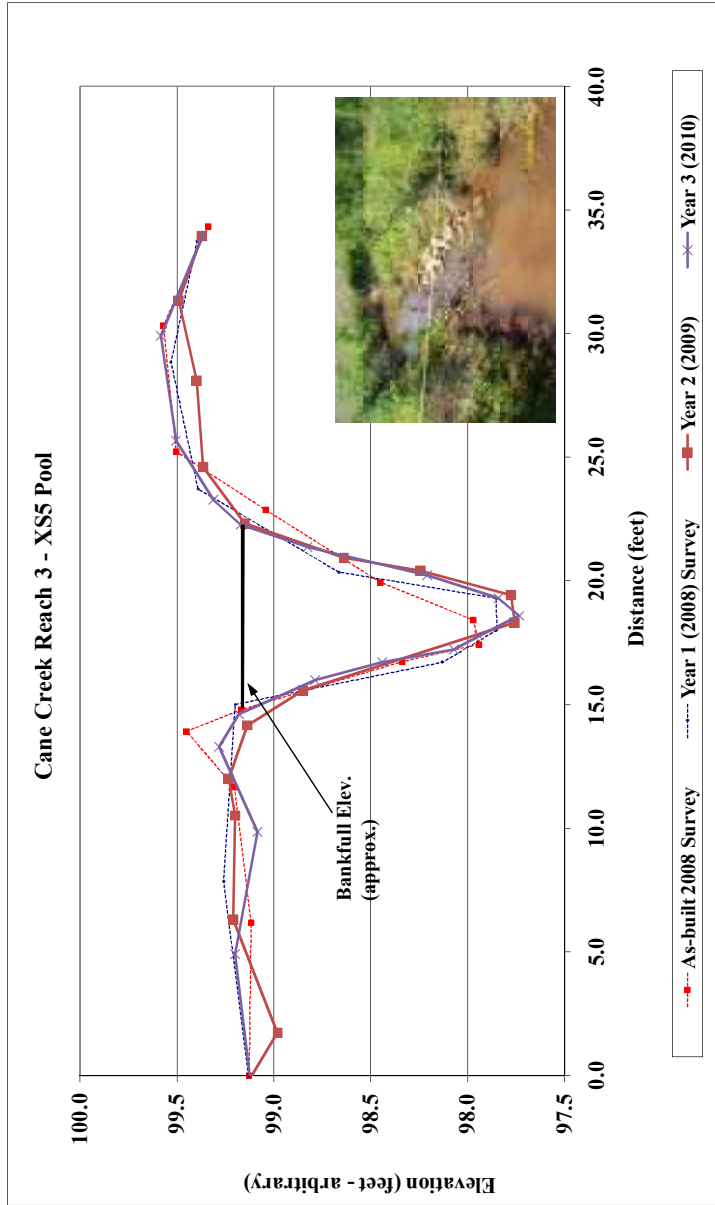 Cane Creek Reach 3 - XS5 Pool
Elevation (feet - arbitrary)
100.0
99.5
99.0
98.5
98.0
97.5
Bankfull Elev.
(approx.)
0.0 5.0 10.0 15.0 20.0 25.0 30.0 35.0 40.0
Distance (feet)
As-built 2008 Survey Year 1 (2008) Survey Year 2 (2009) Year 3 (2010)